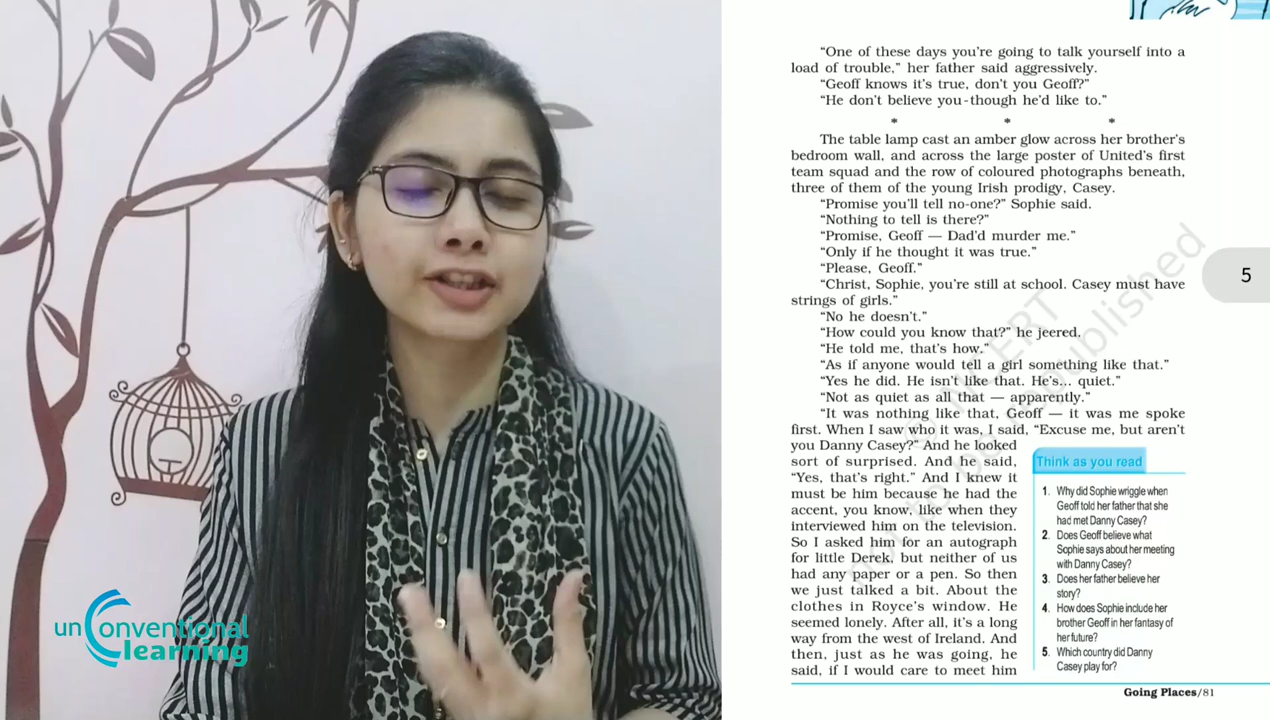 “One of these days you’re going to talk yourself into a
load of trouble,” her father said aggressively.
“Geoff knows it’s true, don’t you Geoff?”
“He don’t believe you-though he’d like to.”
* * *
The table lamp cast an amber glow across her brother’s
bedroom wall, and across the large poster of United’s first
team squad and the row of coloured photographs beneath,
three of them of the young Irish prodigy, Casey.
“Promise you’ll tell no-one?” Sophie said.
“Nothing to tell is there?”
“Promise, Geoff — Dad’d murder me.”
“Only if he thought it was true.”
“Please, Geoff.”
“Christ, Sophie, you’re still at school. Casey must have
strings of girls.”
“No he doesn’t.”
“How could you know that?” he jeered.
“He told me, that’s how.”
“As if anyone would tell a girl something like that.”
“Yes he did. He isn’t like that. He’s... quiet.”
“Not as quiet as all that — apparently.”
“It was nothing like that, Geoff — it was me spoke
first. When I saw who it was, I said, “Excuse me, but aren’t
you Danny Casey?” And he looked
sort of surprised. And he said,
“Yes, that’s right.” And I knew it
must be him because he had the
accent, you know, like when they
interviewed him on the television.
So I asked him for an autograph
for little Derek, but neither of us
had any paper or a pen. So then
we just talked a bit. About the
clothes in Royce’s window. He
seemed lonely. After all, it’s a long
way from the west of Ireland. And
then, just as he was going, he
said, if I would care to meet him
Think as you read
1. Why did Sophie wriggle when
Geoff told her father that she
had met Danny Casey?
2. Does Geoff believe what
Sophie says about her meeting
with Danny Casey?
3. Does her father believe her
story?
4. How does Sophie include her
brother Geoff in her fantasy of
her future?
5. Which country did Danny
Casey play for?
Going Places/81
5
unConventional
learning